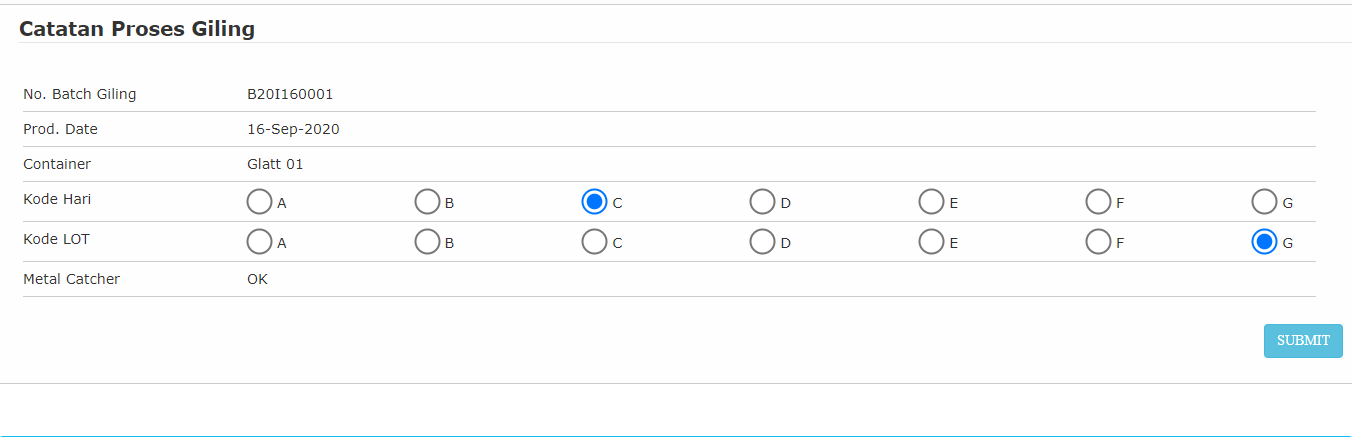 Catatan Proses Giling
No. Batch Giling B20I160001
Prod. Date 16-Sep-2020
Container Glatt 01
Kode Hari A B C D E F G
Kode LOT A B C D E F G
Metal Catcher OK
SUBMIT